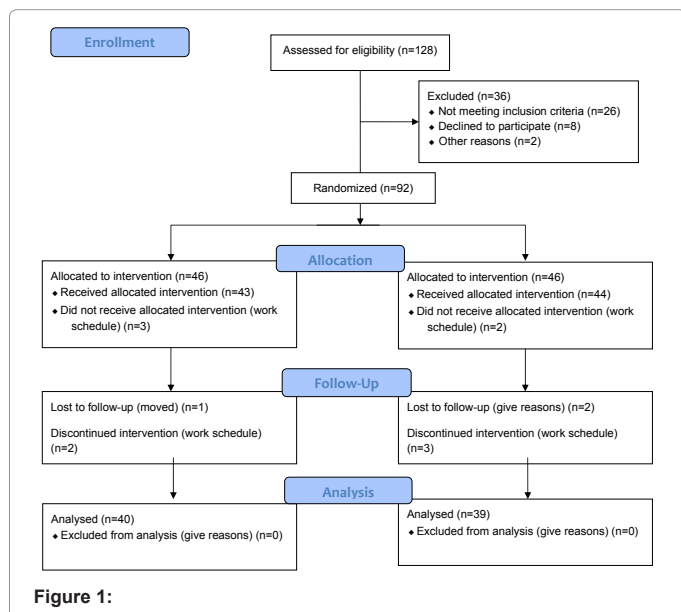 Enrollment
Assessed for eligibility (n=128)
Excluded (n=36)
♦ Not meeting inclusion criteria (n=26)
♦ Declined to participate (n=8)
♦ Other reasons (n=2)
Randomized (n=92)
Allocation
Allocated to intervention (n=46)
♦ Received allocated intervention (n=43)
♦ Did not receive allocated intervention (work
schedule) (n=3)
Allocated to intervention (n=46)
♦ Received allocated intervention (n=44)
♦ Did not receive allocated intervention (work
schedule) (n=2)
Follow-Up
Lost to follow-up (moved) (n=1)
Discontinued intervention (work schedule)
(n=2)
Lost to follow-up (give reasons) (n=2)
Discontinued intervention (work schedule)
(n=3)
Analysis
Analysed (n=40)
♦ Excluded from analysis (give reasons) (n=0)
Analysed (n=39)
♦ Excluded from analysis (give reasons) (n=0)
Figure 1: